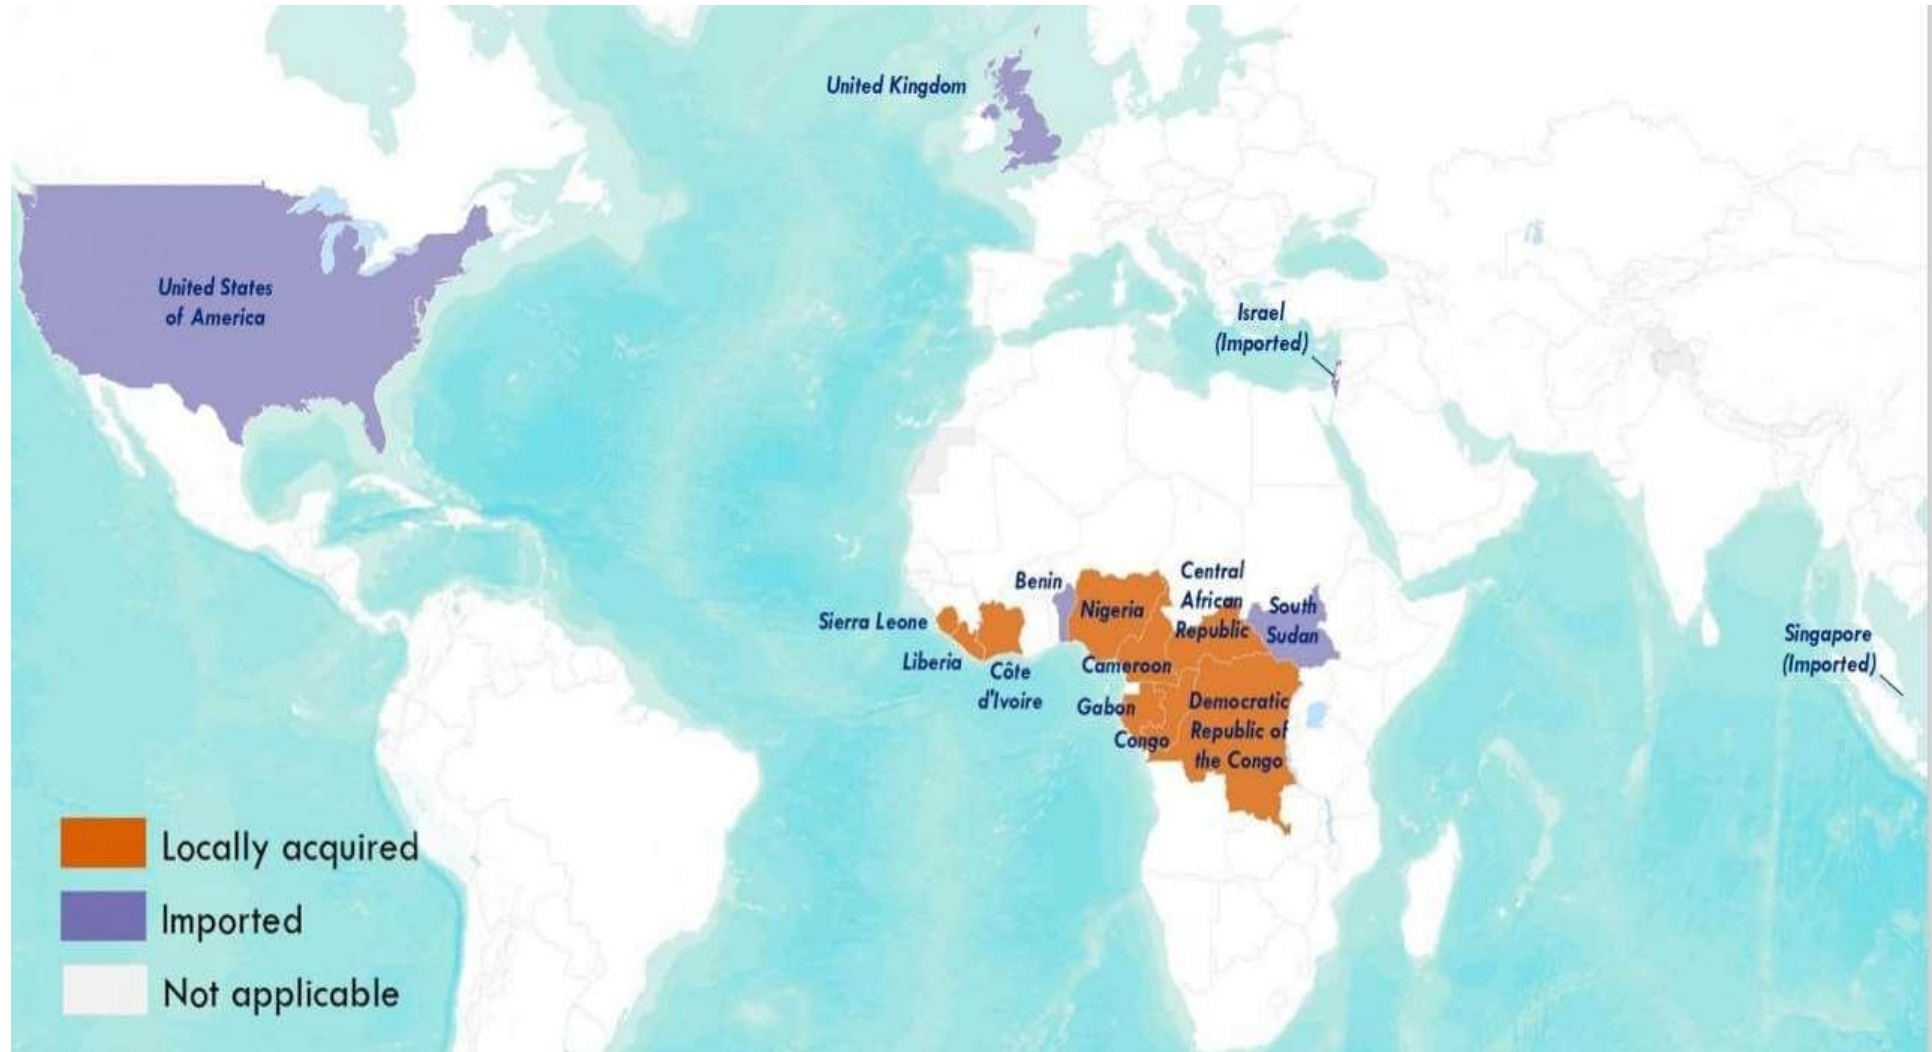 United Kingdom
United States
of America
Israel
(Imported)
Benin
Nigeria
Central
African
Republic
South
Sudan
Sierra Leone
Liberia
Côte
d'Ivoire
Cameroon
Gabon
Congo
Democratic
Republic of
the Congo
Singapore
(Imported)
Locally acquired
Imported
Not applicable